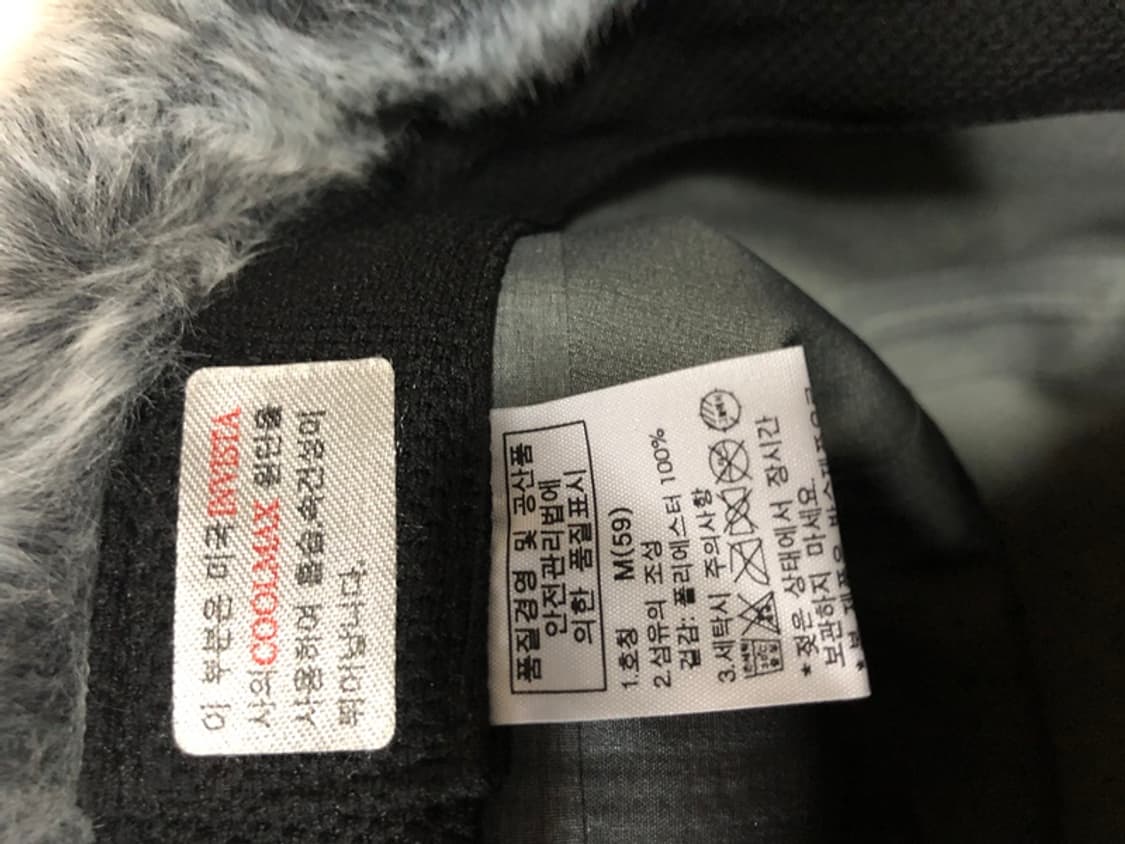 이 부분은 미국 INVISTA
사의 COOLMAX 원단을
사용하여 흡습속건성이
뛰어납니다.
품질경영 및 공산품
안전관리법에
의한 품질표시
1.호칭 M(59)
2.섬유의 조성
겉감: 폴리에스터 100%
3.세탁시 주의사항
* 젖은 상태에서 장시간
보관하지 마세요.